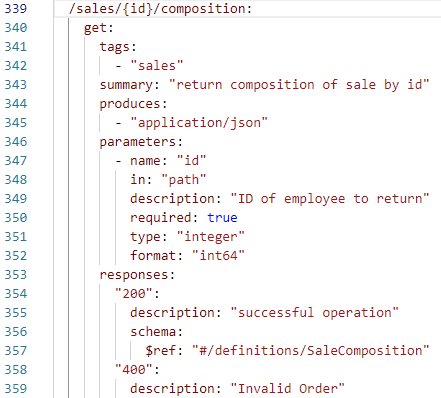 339 /sales/{id}/composition:
340 get:
341 tags:
342 - "sales"
343 summary: "return composition of sale by id"
344 produces:
345 - "application/json"
346 parameters:
347 - name: "id"
348 in: "path"
349 description: "ID of employee to return"
350 required: true
351 type: "integer"
352 format: "int64"
353 responses:
354 "200":
355 description: "successful operation"
356 schema:
357 $ref: "#/definitions/SaleComposition"
358 "400":
359 description: "Invalid Order"